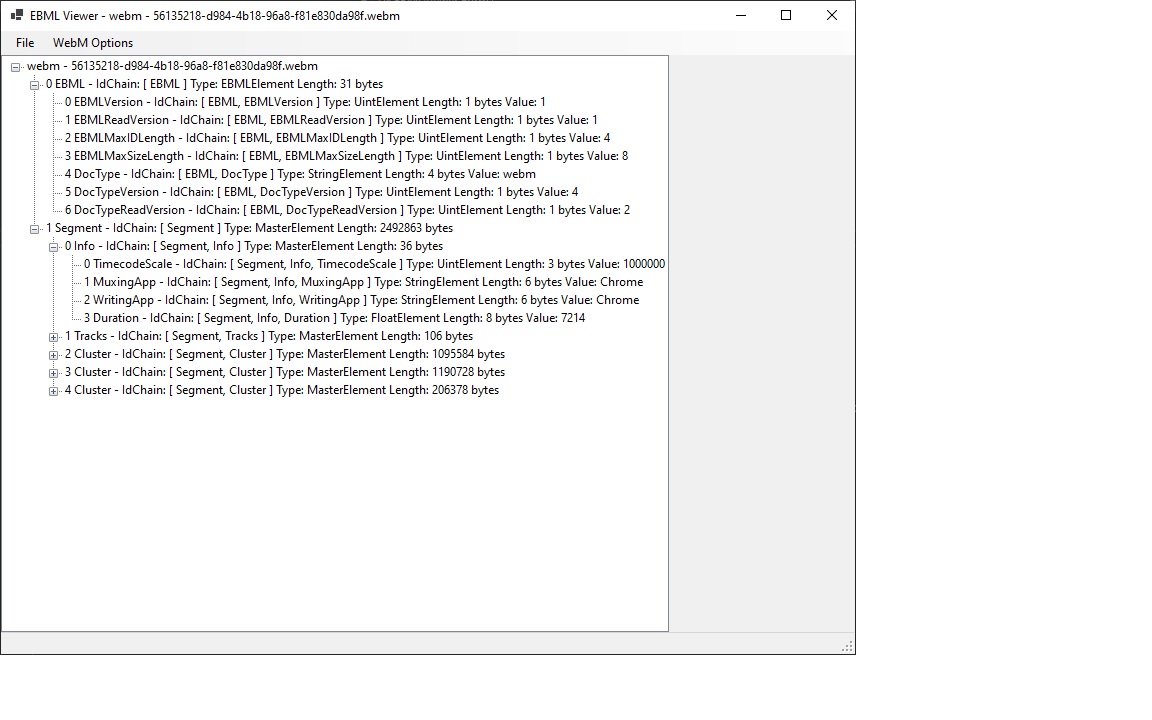 EBML Viewer - webm - 56135218-d984-4b18-96a8-f81e830da98f.webm
File WebM Options
webm - 56135218-d984-4b18-96a8-f81e830da98f.webm
0 EBML - IdChain: [ EBML ] Type: EBMLElement Length: 31 bytes
0 EBMLVersion - IdChain: [ EBML, EBMLVersion ] Type: UintElement Length: 1 bytes Value: 1
1 EBMLReadVersion - IdChain: [ EBML, EBMLReadVersion ] Type: UintElement Length: 1 bytes Value: 1
2 EBMLMaxIDLength - IdChain: [ EBML, EBMLMaxIDLength ] Type: UintElement Length: 1 bytes Value: 4
3 EBMLMaxSizeLength - IdChain: [ EBML, EBMLMaxSizeLength ] Type: UintElement Length: 1 bytes Value: 8
4 DocType - IdChain: [ EBML, DocType ] Type: StringElement Length: 4 bytes Value: webm
5 DocTypeVersion - IdChain: [ EBML, DocTypeVersion ] Type: UintElement Length: 1 bytes Value: 4
6 DocTypeReadVersion - IdChain: [ EBML, DocTypeReadVersion ] Type: UintElement Length: 1 bytes Value: 2
1 Segment - IdChain: [ Segment ] Type: MasterElement Length: 2492863 bytes
0 Info - IdChain: [ Segment, Info ] Type: MasterElement Length: 36 bytes
0 TimecodeScale - IdChain: [ Segment, Info, TimecodeScale ] Type: UintElement Length: 3 bytes Value: 1000000
1 MuxingApp - IdChain: [ Segment, Info, MuxingApp ] Type: StringElement Length: 6 bytes Value: Chrome
2 WritingApp - IdChain: [ Segment, Info, WritingApp ] Type: StringElement Length: 6 bytes Value: Chrome
3 Duration - IdChain: [ Segment, Info, Duration ] Type: FloatElement Length: 8 bytes Value: 7214
1 Tracks - IdChain: [ Segment, Tracks ] Type: MasterElement Length: 106 bytes
2 Cluster - IdChain: [ Segment, Cluster ] Type: MasterElement Length: 1095584 bytes
3 Cluster - IdChain: [ Segment, Cluster ] Type: MasterElement Length: 1190728 bytes
4 Cluster - IdChain: [ Segment, Cluster ] Type: MasterElement Length: 206378 bytes